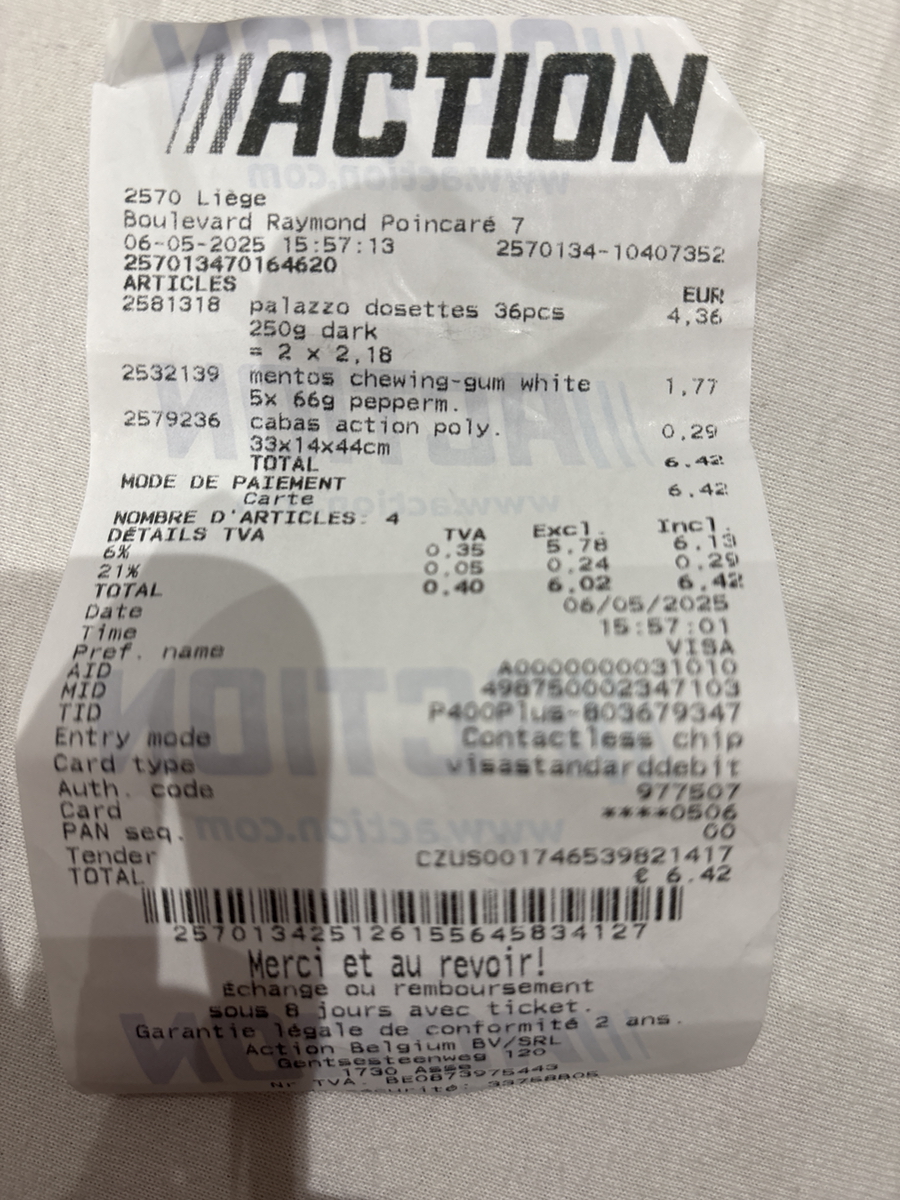 ACTION
2570 Liège
Boulevard Raymond Poincaré 7
06-05-2025 15:57:13 2570134-10407352
257013470164620
ARTICLES EUR
2581318 palazzo dosettes 36pcs 4,36
250g dark
= 2 x 2,18
2532139 mentos chewing-gum white 1,77
5x 66g pepperm.
2579236 cabas action poly. 0,29
33x14x44cm
TOTAL 6.42
MODE DE PAIEMENT
Carte 6,42
NOMBRE D'ARTICLES: 4
DÉTAILS TVA TVA Excl. Incl.
6% 0.35 5.78 6.13
21% 0.05 0.24 0.29
TOTAL 0.40 6.02 6.42
Date 06/05/2025
Time 15:57:01
Pref. name VISA
AID A0000000031010
MID 498750002347103
TID P400Plus-803679347
Entry mode Contactless chip
Card type visastandarddebit
Auth. code 977507
Card ****0506
PAN seq. 00
Tender CZUS001746539821417
TOTAL € 6.42
257013425126155645834127
Merci et au revoir!
Échange ou remboursement
sous 8 jours avec ticket.
Garantie légale de conformité 2 ans.
Action Belgium BV/SRL
Gentsesteenweg 120
1730 Asse
Nr TVA. BE0873975443